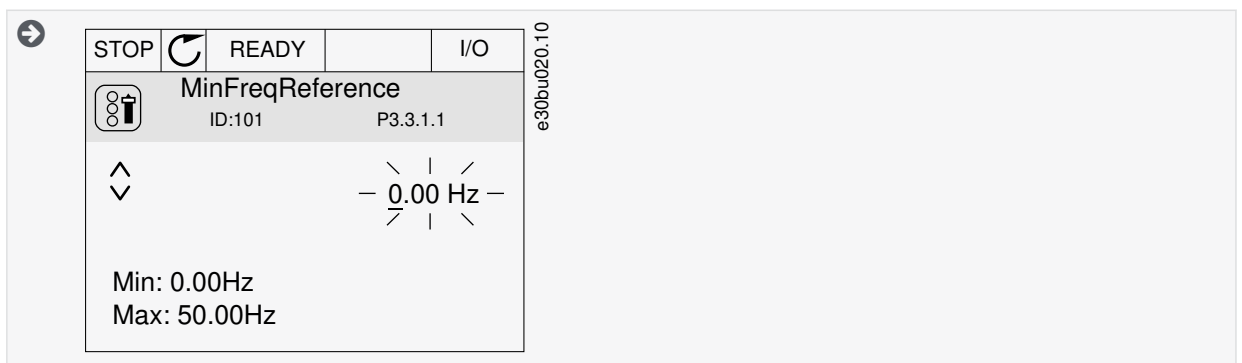 STOP READY I/O
MinFreqReference
ID:101 P3.3.1.1
0.00 Hz
Min: 0.00Hz
Max: 50.00Hz
e30bu020.10